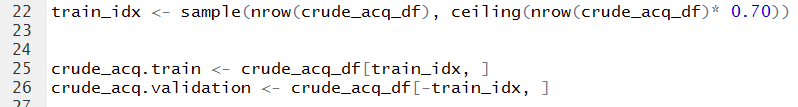 22 train_idx <- sample(nrow(crude_acq_df), ceiling(nrow(crude_acq_df)* 0.70))
23
24
25 crude_acq.train <- crude_acq_df[train_idx, ]
26 crude_acq.validation <- crude_acq_df[-train_idx, ]
27